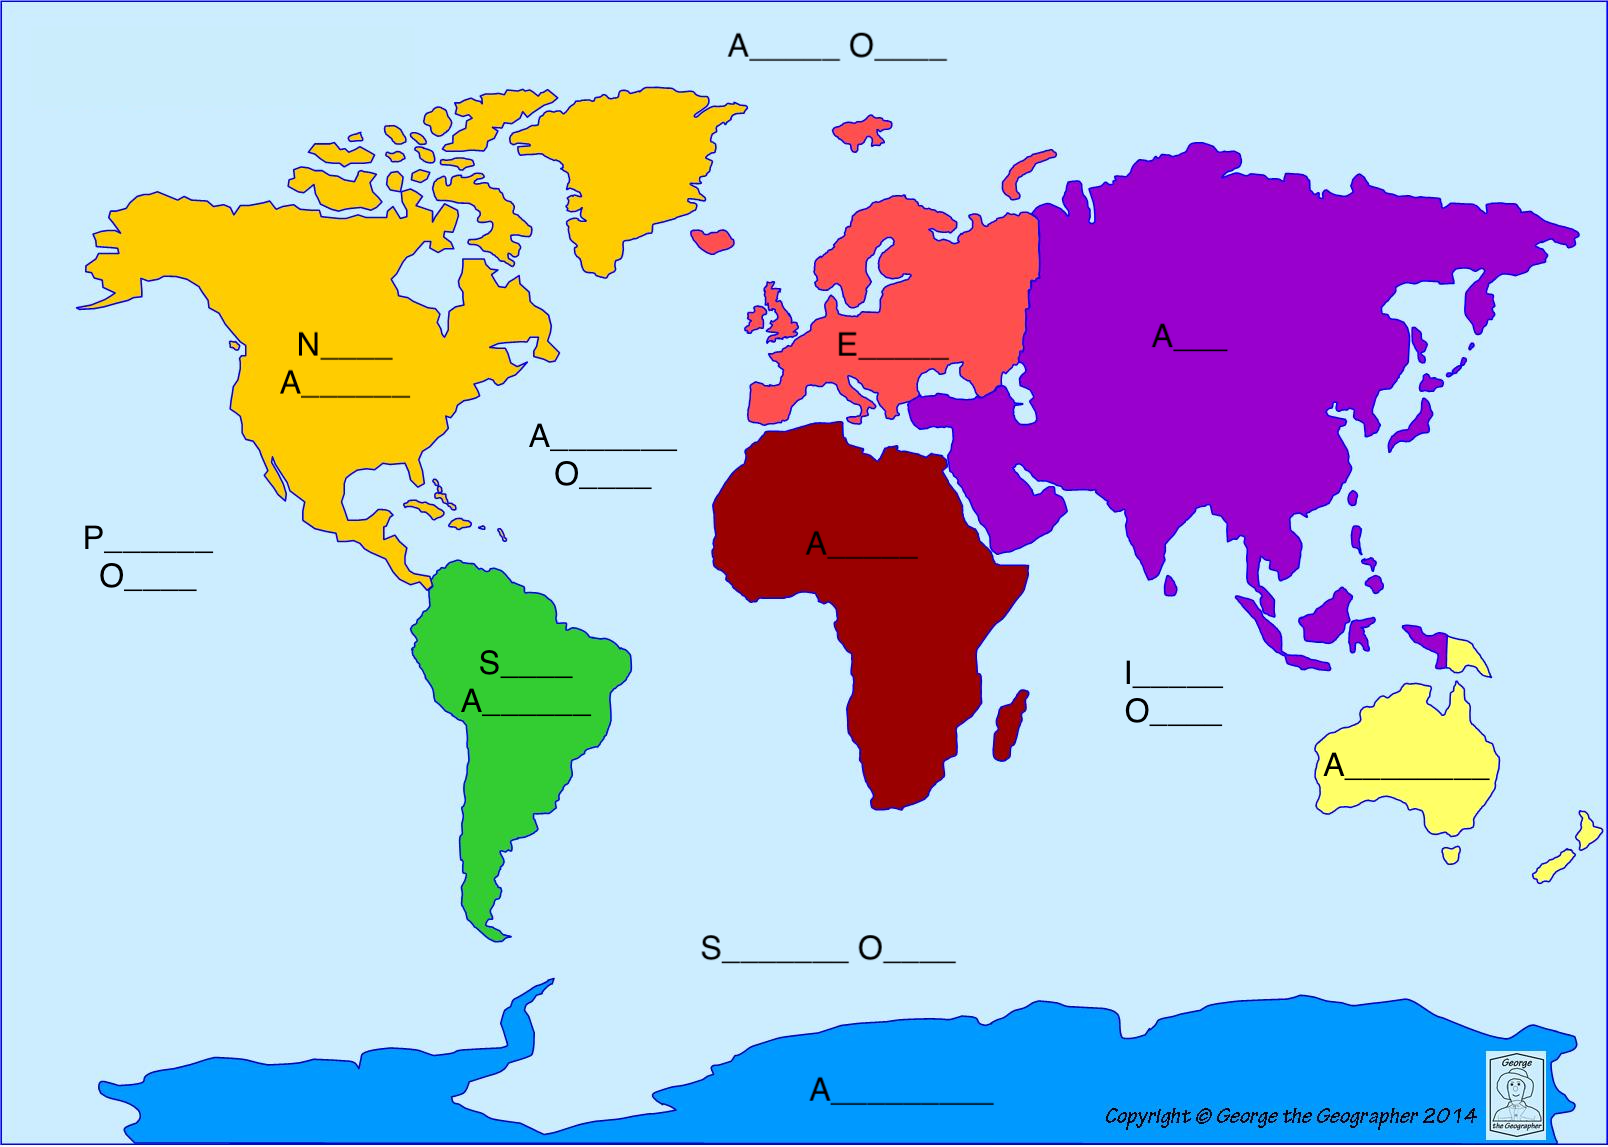 A_____ O____
N____
A______
E_____
A___
A_______
O____
P______
O____
A_____
S____
A______
I_____
O____
A________
S_______ O____
A_________
Copyright © George the Geographer 2014
George
the Geographer